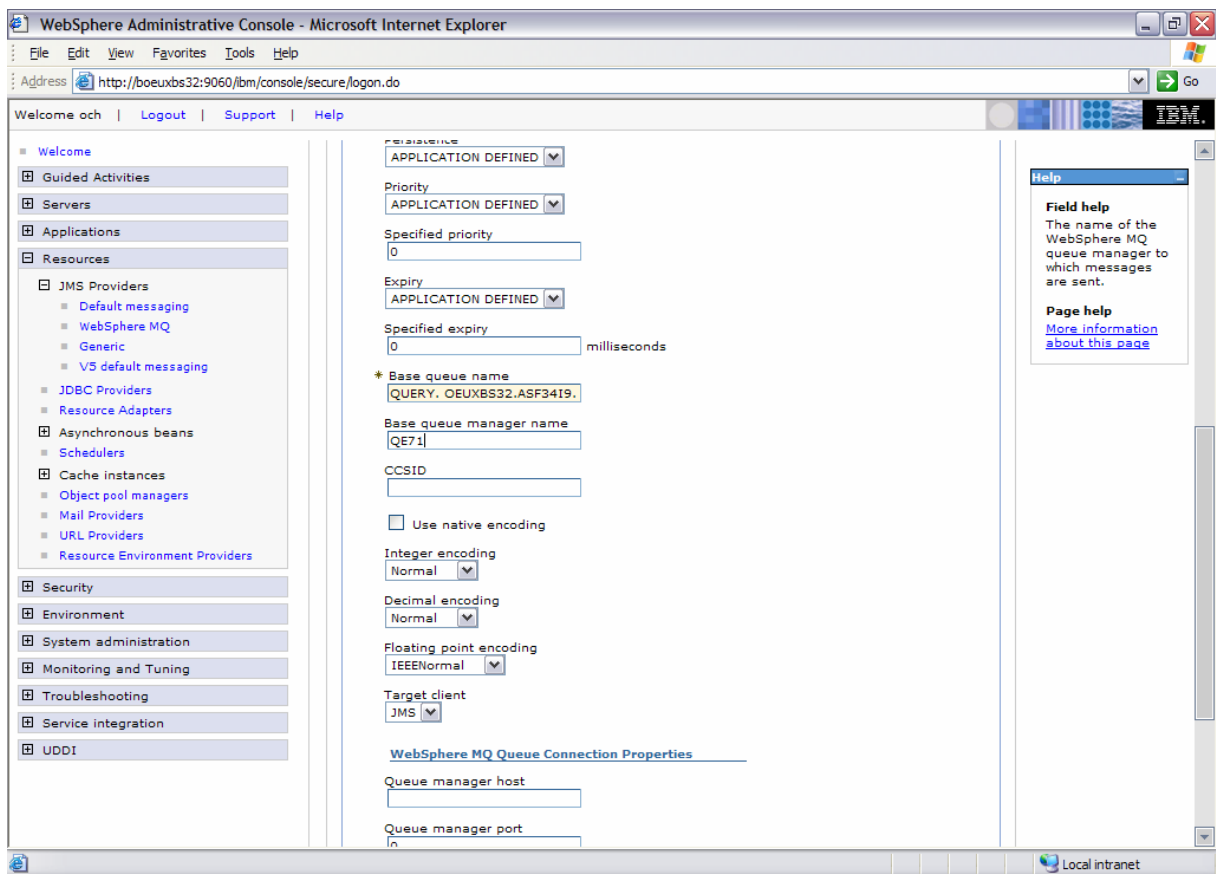 WebSphere Administrative Console - Microsoft Internet Explorer
File Edit View Favorites Tools Help
Address http://boeuxbs32:9060/ibm/console/secure/logon.do Go
Welcome och | Logout | Support | Help
IBM.
Welcome
Guided Activities
Servers
Applications
Resources
JMS Providers
Default messaging
WebSphere MQ
Generic
V5 default messaging
JDBC Providers
Resource Adapters
Asynchronous beans
Schedulers
Cache instances
Object pool managers
Mail Providers
URL Providers
Resource Environment Providers
Security
Environment
System administration
Monitoring and Tuning
Troubleshooting
Service integration
UDDI
Persistence
APPLICATION DEFINED
Priority
APPLICATION DEFINED
Specified priority
0
Expiry
APPLICATION DEFINED
Specified expiry
0 milliseconds
* Base queue name
QUERY. OEUXBS32.ASF34I9.
Base queue manager name
QE71
CCSID
Use native encoding
Integer encoding
Normal
Decimal encoding
Normal
Floating point encoding
IEEENormal
Target client
JMS
WebSphere MQ Queue Connection Properties
Queue manager host
Queue manager port
0
Help
Field help
The name of the
WebSphere MQ
queue manager to
which messages
are sent.
Page help
More information
about this page
Local intranet